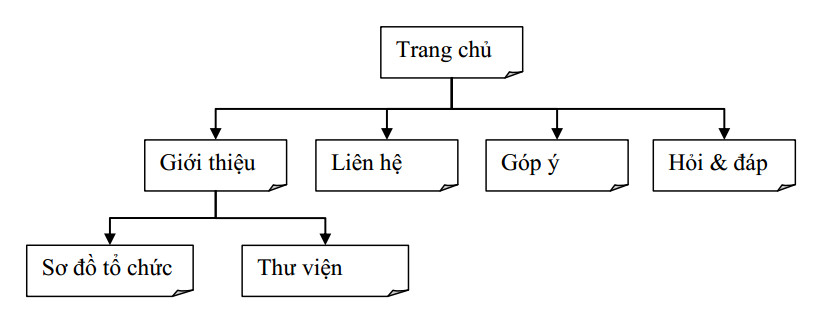 Trang chủ
Giới thiệu
Liên hệ
Góp ý
Hỏi & đáp
Sơ đồ tổ chức
Thư viện